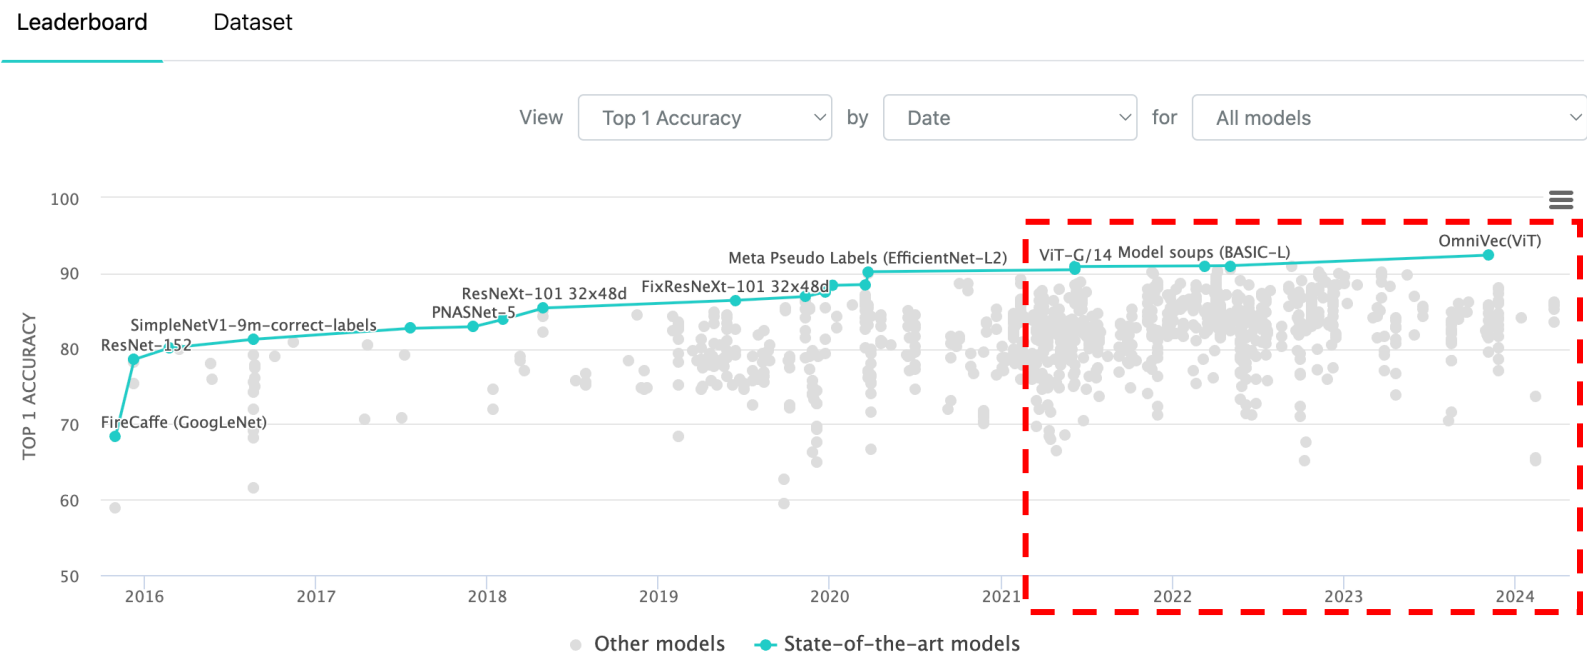 Leaderboard Dataset
View Top 1 Accuracy by Date for All models
100
90
80
70
60
50
TOP 1 ACCURACY
OmniVec(ViT)
ViT-G/14 Model soups (BASIC-L)
Meta Pseudo Labels (EfficientNet-L2)
FixResNeXt-101 32x48d
ResNeXt-101 32x48d
PNASNet-5
SimpleNetV1-9m-correct-labels
ResNet-152
FireCaffe (GoogLeNet)
2016 2017 2018 2019 2020 2021 2022 2023 2024
Other models State-of-the-art models